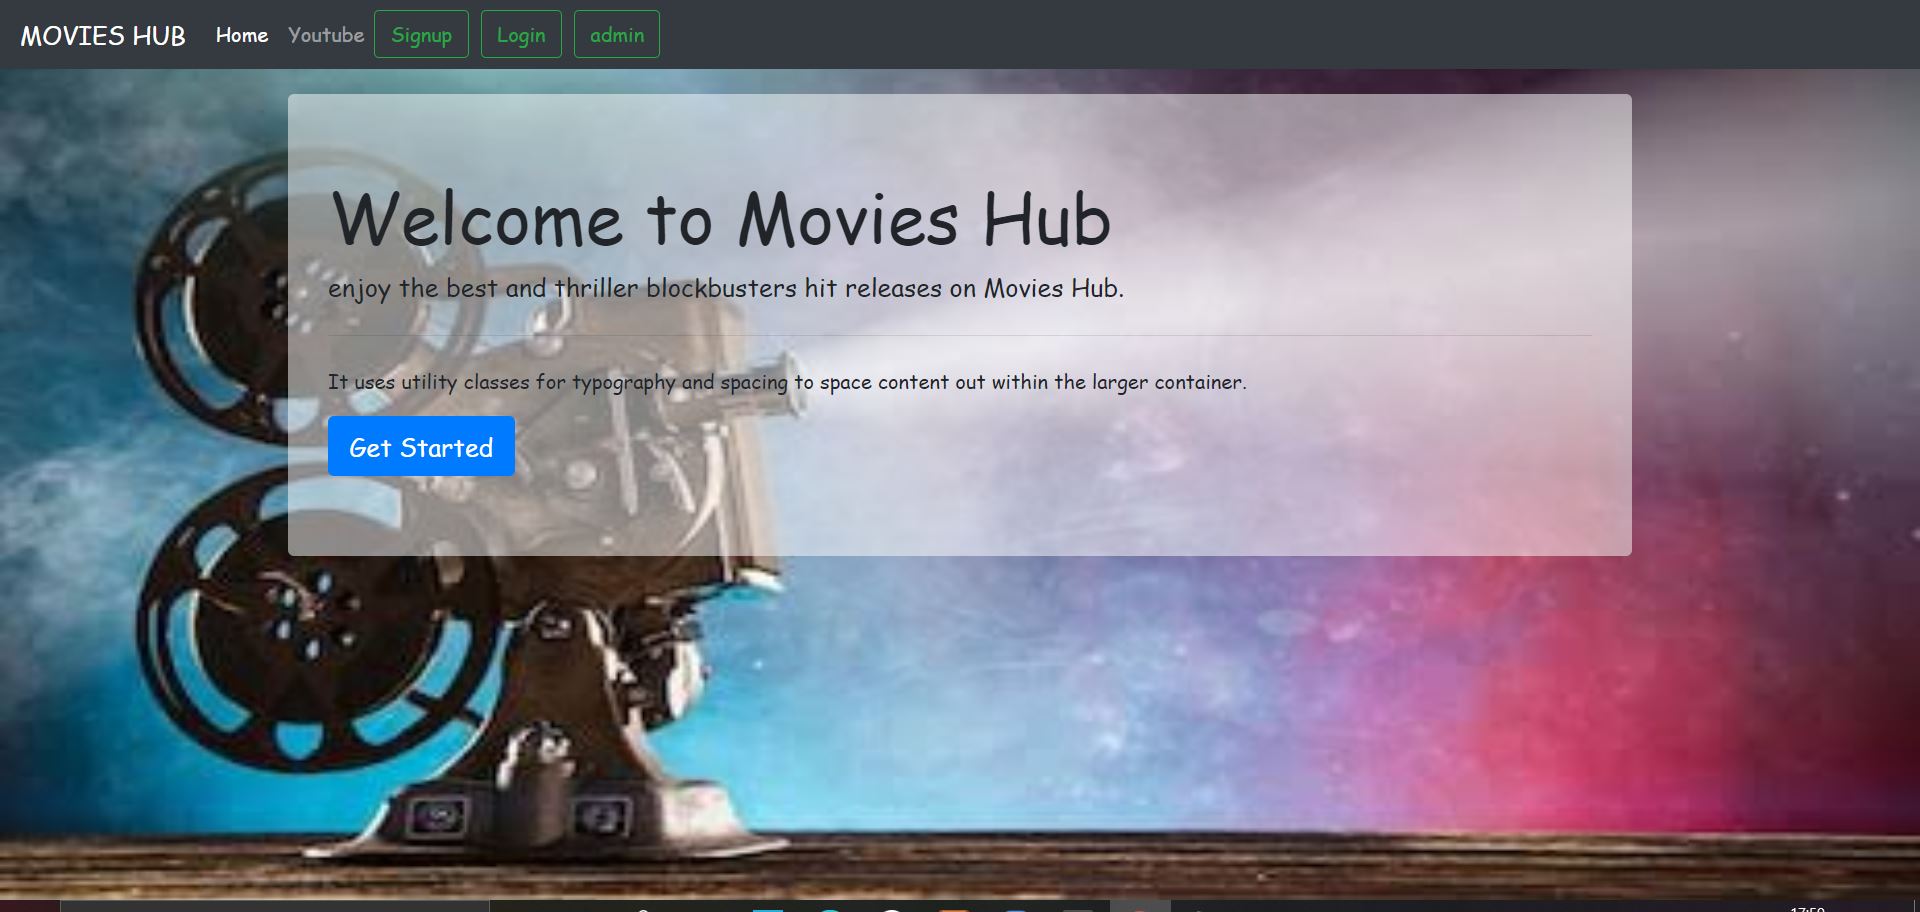 MOVIES HUB Home Youtube Signup Login admin
Welcome to Movies Hub
enjoy the best and thriller blockbusters hit releases on Movies Hub.
It uses utility classes for typography and spacing to space content out within the larger container.
Get Started